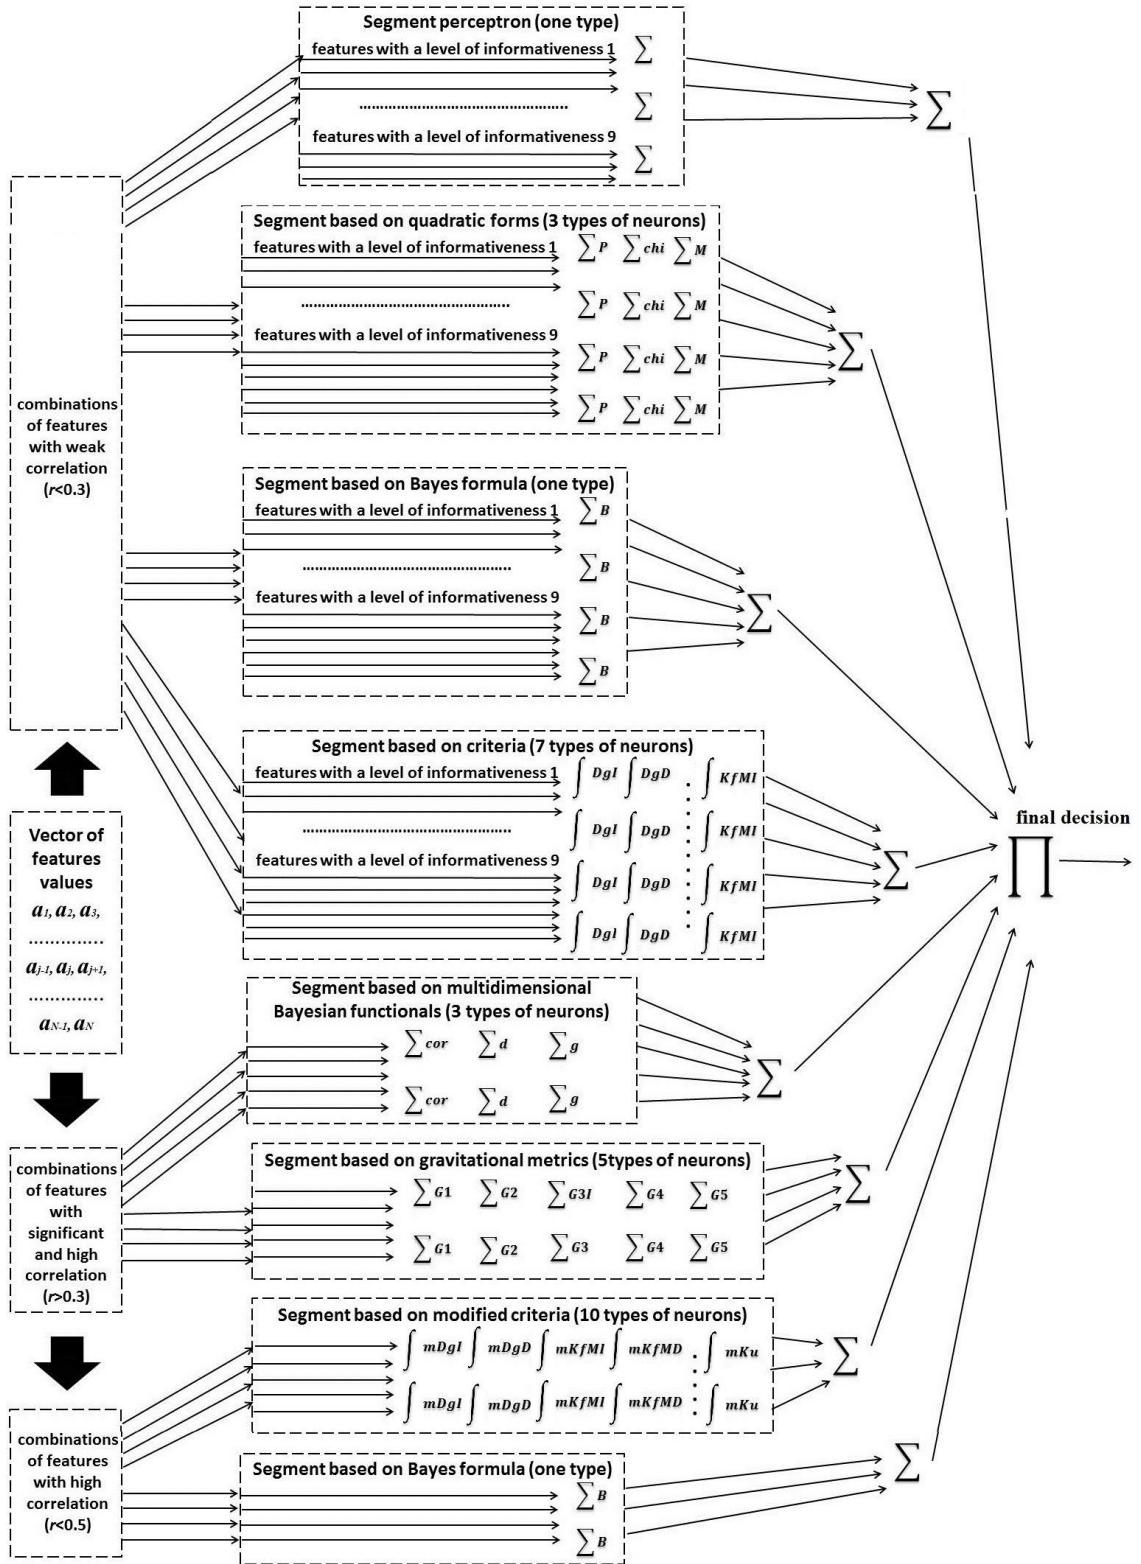 Segment perceptron (one type)
features with a level of informativeness 1
∑
∑
.................................................
features with a level of informativeness 9
∑
∑
Segment based on quadratic forms (3 types of neurons)
features with a level of informativeness 1
∑P ∑chi ∑M
.................................................
∑P ∑chi ∑M
features with a level of informativeness 9
∑P ∑chi ∑M
∑P ∑chi ∑M
∑
combinations
of features
with weak
correlation
(r<0.3)
Segment based on Bayes formula (one type)
features with a level of informativeness 1
∑B
.................................................
∑B
features with a level of informativeness 9
∑B
∑B
∑
Segment based on criteria (7 types of neurons)
features with a level of informativeness 1
∫DgI ∫DgD ∫KfMI
.................................................
∫DgI ∫DgD ∫KfMI
features with a level of informativeness 9
∫DgI ∫DgD ∫KfMI
∫DgI ∫DgD ∫KfMI
∑
final decision
∏
Vector of
features
values
a1, a2, a3,
..............
aj-1, aj, aj+1,
..............
aN-1, aN
Segment based on multidimensional
Bayesian functionals (3 types of neurons)
∑cor ∑d ∑g
∑cor ∑d ∑g
∑
combinations
of features
with
significant
and high
correlation
(r>0.3)
Segment based on gravitational metrics (5types of neurons)
∑G1 ∑G2 ∑G3I ∑G4 ∑G5
∑G1 ∑G2 ∑G3 ∑G4 ∑G5
∑
Segment based on modified criteria (10 types of neurons)
∫mDgI ∫mDgD ∫mKfMI ∫mKfMD ∫mKu
∫mDgI ∫mDgD ∫mKfMI ∫mKfMD ∫mKu
∑
combinations
of features
with high
correlation
(r<0.5)
Segment based on Bayes formula (one type)
∑B
∑B
∑